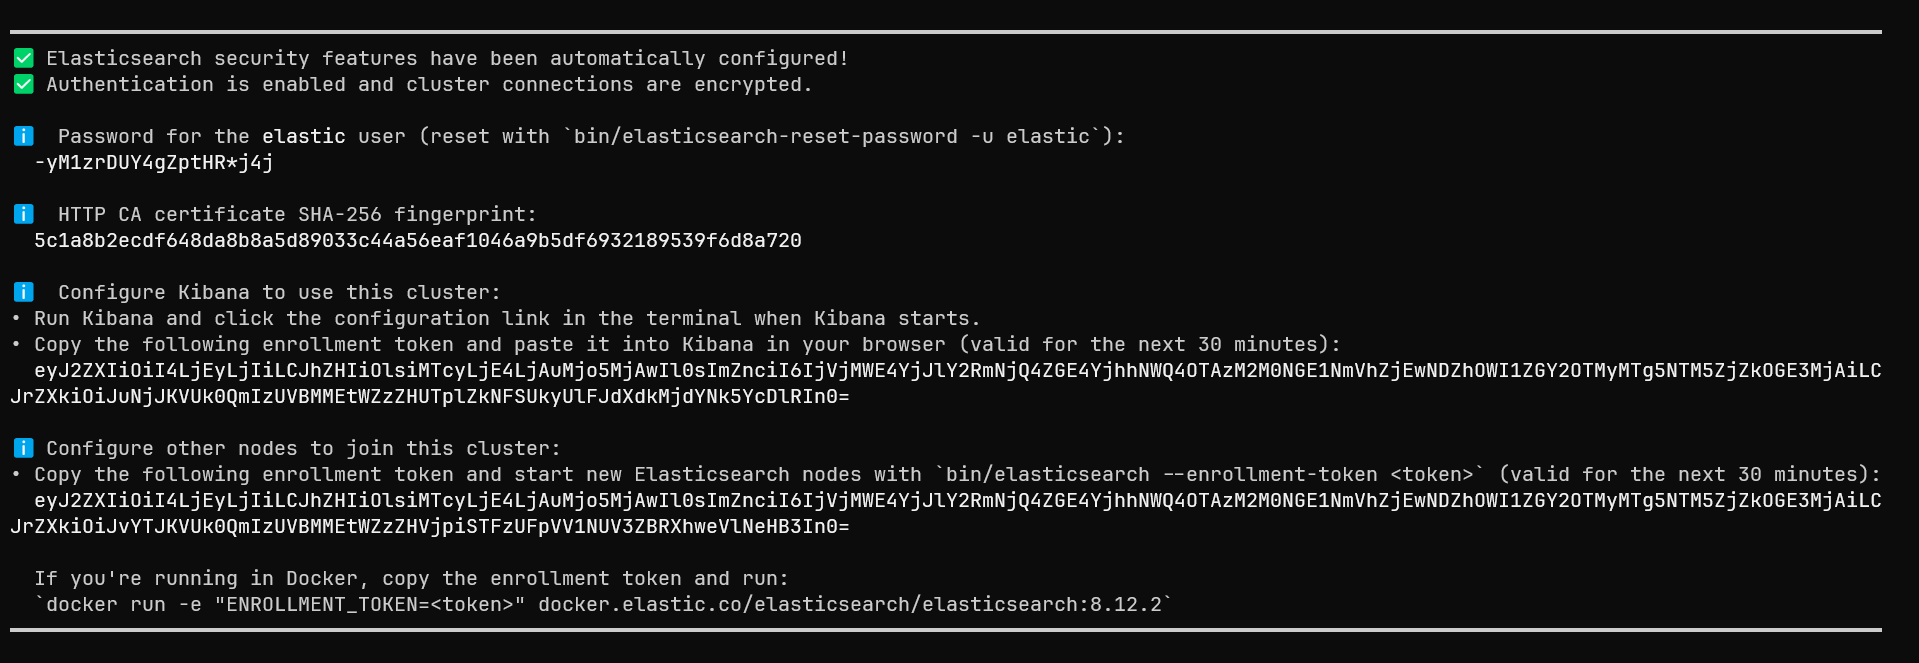 ✅ Elasticsearch security features have been automatically configured!
✅ Authentication is enabled and cluster connections are encrypted.
ℹ️ Password for the elastic user (reset with `bin/elasticsearch-reset-password -u elastic`):
-yM1zrDUY4gZptHR*j4j
ℹ️ HTTP CA certificate SHA-256 fingerprint:
5c1a8b2ecdf648da8b8a5d89033c44a56eaf1046a9b5df6932189539f6d8a720
ℹ️ Configure Kibana to use this cluster:
• Run Kibana and click the configuration link in the terminal when Kibana starts.
• Copy the following enrollment token and paste it into Kibana in your browser (valid for the next 30 minutes):
eyJ2ZXIiOiI4LjEyLjIiLCJhZHIiOlsiMTcyLjE4LjAuMjo5MjAwIl0sImZnciI6IjVjMWE4YjJlY2RmNjQ4ZGE4YjhhNWQ4OTAzM2M0NGE1NmVhZjEwNDZhOWI1ZGY2OTMyMTg5NTM5ZjZkOGE3MjAiLC
JrZXkiOiJuNjJKVUk0QmIzUVBMMEtWZzZHUTplZkNFSUkyUlFJdXdkMjdYNk5YcDlRIn0=
ℹ️ Configure other nodes to join this cluster:
• Copy the following enrollment token and start new Elasticsearch nodes with `bin/elasticsearch --enrollment-token <token>` (valid for the next 30 minutes):
eyJ2ZXIiOiI4LjEyLjIiLCJhZHIiOlsiMTcyLjE4LjAuMjo5MjAwIl0sImZnciI6IjVjMWE4YjJlY2RmNjQ4ZGE4YjhhNWQ4OTAzM2M0NGE1NmVhZjEwNDZhOWI1ZGY2OTMyMTg5NTM5ZjZkOGE3MjAiLC
JrZXkiOiJvYTJKVUk0QmIzUVBMMEtWZzZHVjpiSTFzUFpVV1NUV3ZBRXhweVlNeHB3In0=
If you're running in Docker, copy the enrollment token and run:
`docker run -e "ENROLLMENT_TOKEN=<token>" docker.elastic.co/elasticsearch/elasticsearch:8.12.2`